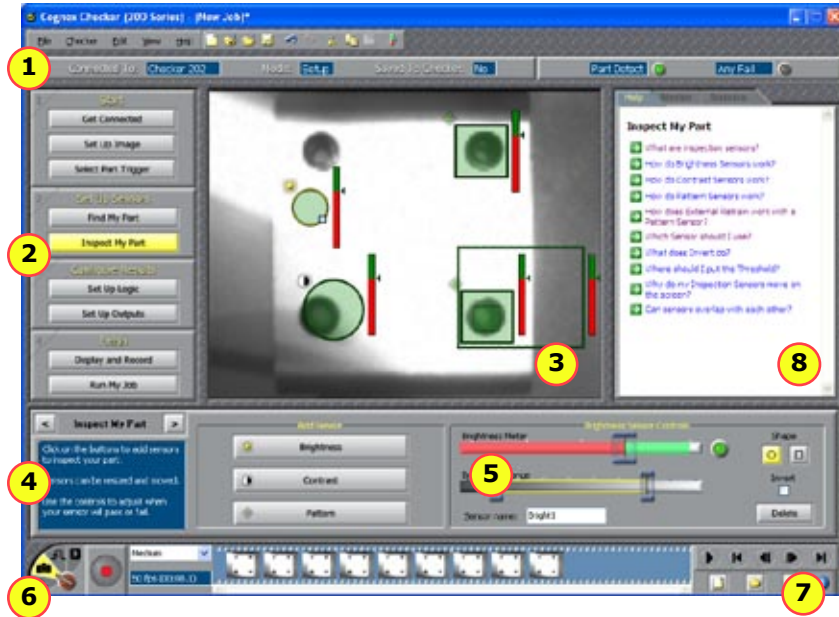 Cognex Checker (200 Series) - (New Job)*
File Checker Edit View Help
1
Connected To: Checker 202 Mode: Setup Saved To Checker: No Part Detect Any Fail
Start
Get Connected
Set Up Image
Select Part Trigger
Set Up Sensors
Find My Part
Inspect My Part
2
Configure Results
Set Up Logic
Set Up Outputs
Display and Record
Run My Job
3
Help
Inspect My Part
What are Inspection sensors?
How do Brightness Sensors work?
How do Contrast Sensors work?
How do Pattern Sensors work?
How does External Retrain work with a
Pattern Sensor?
Which Sensor should I use?
What does Invert do?
Where should I put the Threshold?
Why do my Inspection Sensors move on
the screen?
Can sensors overlap with each other?
8
< Inspect My Part >
Click on the buttons to add sensors
to inspect your part.
Sensors can be resized and moved.
Use the controls to adjust when
your sensor will pass or fail.
4
Add Sensor
Brightness
Contrast
Pattern
Brightness Sensor Controls
Brightness Meter
5
Sensor name: Bright1
Shape
Invert
Delete
6
Medium
7